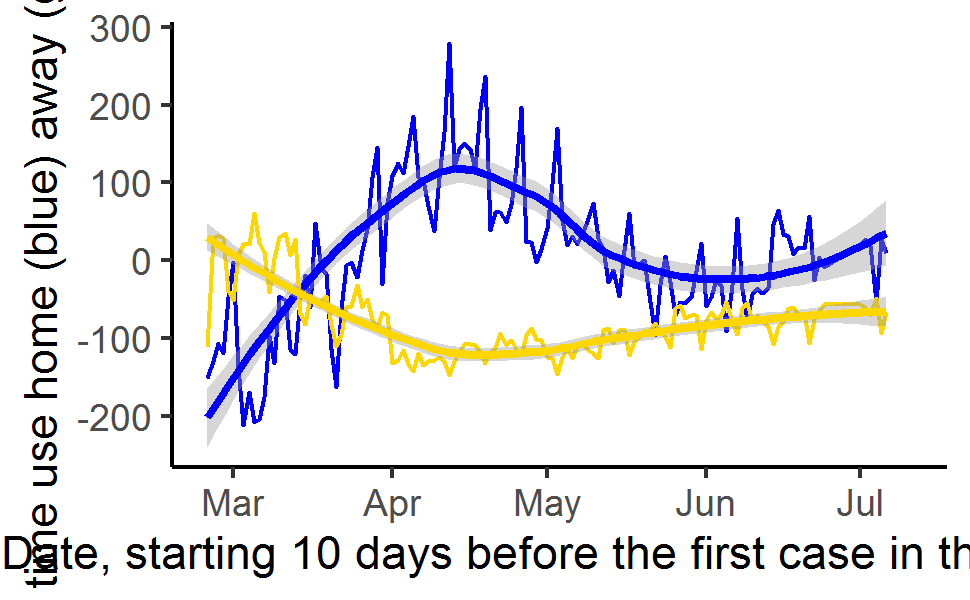 time use home (blue) away (
300
200
100
0
-100
-200
Mar Apr May Jun Jul
Date, starting 10 days before the first case in th